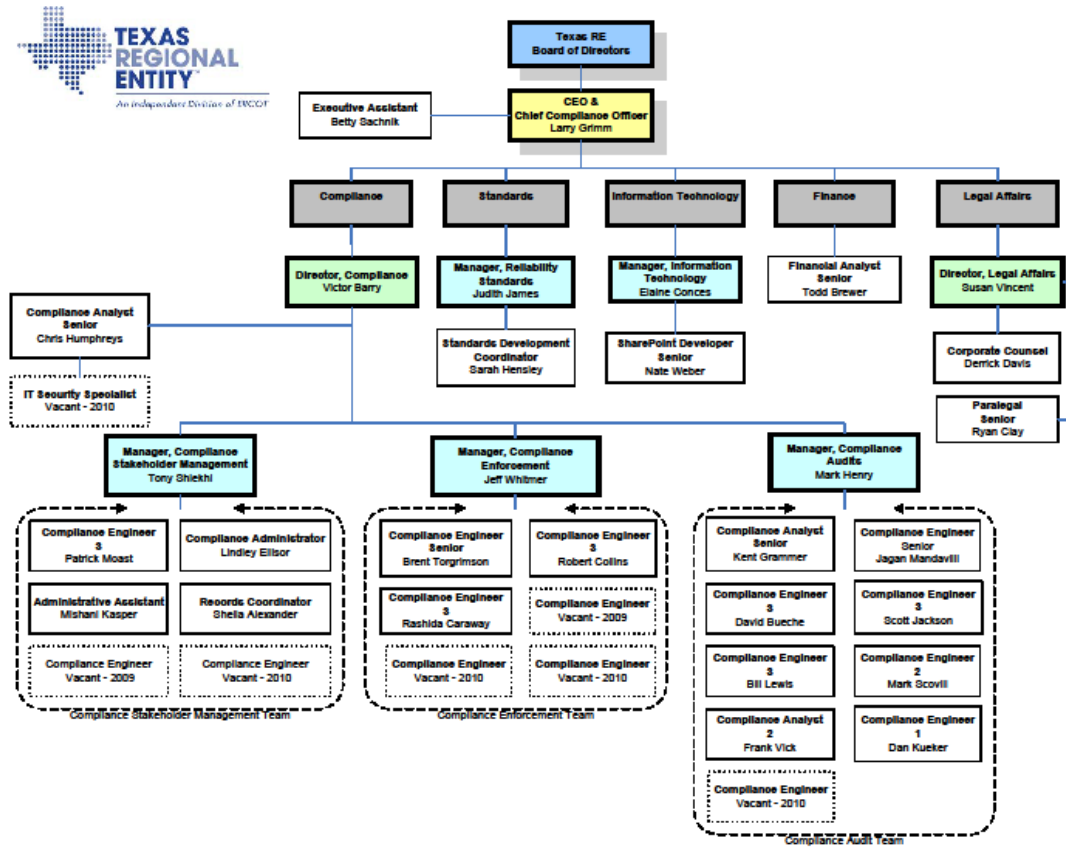 TEXAS
REGIONAL
ENTITY™
An Independent Division of ERCOT
Texas RE
Board of Directors
Executive Assistant
Betty Sachnik
CEO &
Chief Compliance Officer
Larry Grimm
Compliance
Standards
Information Technology
Finance
Legal Affairs
Director, Compliance
Victor Barry
Manager, Reliability
Standards
Judith James
Manager, Information
Technology
Elaine Conces
Financial Analyst
Senior
Todd Brewer
Director, Legal Affairs
Susan Vincent
Compliance Analyst
Senior
Chris Humphreys
Standards Development
Coordinator
Sarah Hensley
SharePoint Developer
Senior
Nate Weber
Corporate Counsel
Derrick Davis
IT Security Specialist
Vacant - 2010
Paralegal
Senior
Ryan Clay
Manager, Compliance
Stakeholder Management
Tony Shiekhi
Manager, Compliance
Enforcement
Jeff Whitmer
Manager, Compliance
Audits
Mark Henry
Compliance Engineer
3
Patrick Moast
Compliance Administrator
Lindley Ellisor
Administrative Assistant
Mishani Kasper
Records Coordinator
Sheila Alexander
Compliance Engineer
Vacant - 2009
Compliance Engineer
Vacant - 2010
Compliance Stakeholder Management Team
Compliance Engineer
Senior
Brent Torgrimson
Compliance Engineer
3
Robert Collins
Compliance Engineer
3
Rashida Caraway
Compliance Engineer
Vacant - 2009
Compliance Engineer
Vacant - 2010
Compliance Engineer
Vacant - 2010
Compliance Enforcement Team
Compliance Analyst
Senior
Kent Grammer
Compliance Engineer
Senior
Jagan Mandavilli
Compliance Engineer
3
David Bueche
Compliance Engineer
3
Scott Jackson
Compliance Engineer
3
Bill Lewis
Compliance Engineer
2
Mark Scovill
Compliance Analyst
2
Frank Vick
Compliance Engineer
1
Dan Kueker
Compliance Engineer
Vacant - 2010
Compliance Audit Team